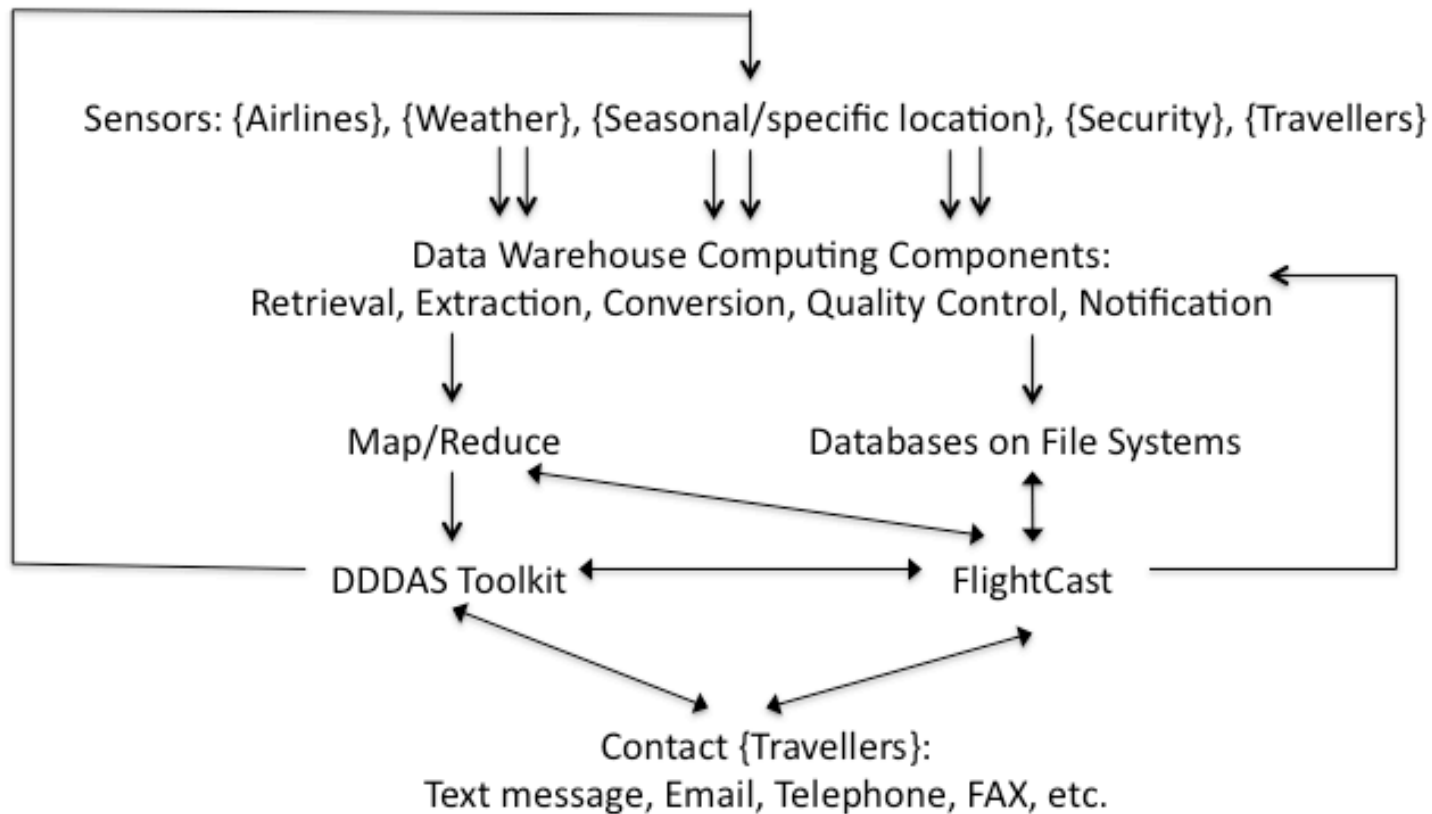 Sensors: {Airlines}, {Weather}, {Seasonal/specific location}, {Security}, {Travellers}
Data Warehouse Computing Components:
Retrieval, Extraction, Conversion, Quality Control, Notification
Map/Reduce
Databases on File Systems
DDDAS Toolkit
FlightCast
Contact {Travellers}:
Text message, Email, Telephone, FAX, etc.